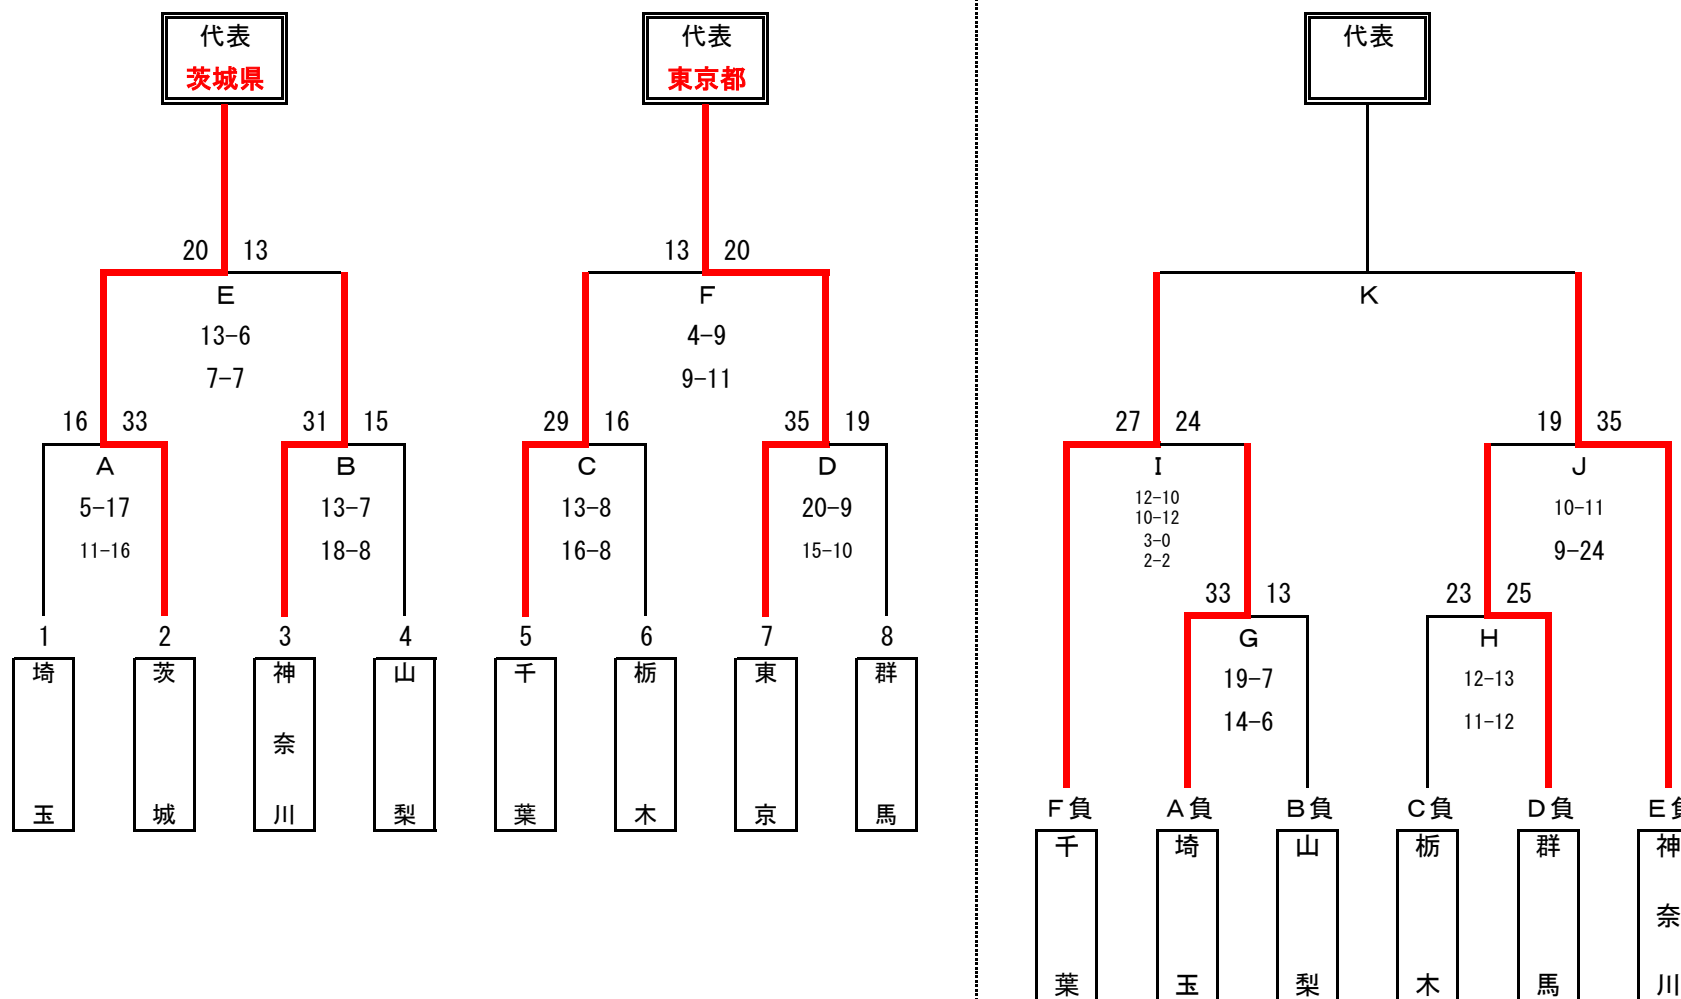 代表
茨城県
代表
東京都
代表
20 13
13 20
E
F
K
13-6
4-9
7-7
9-11
16 33
31 15
29 16
35 19
27 24
19 35
A
B
C
D
I
J
5-17
13-7
13-8
20-9
12-10
10-12
3-0
2-2
10-11
11-16
18-8
16-8
15-10
9-24
33 13
23 25
1
2
3
4
5
6
7
8
G
H
埼玉
茨城
神奈川
山梨
千葉
栃木
東京
群馬
19-7
12-13
14-6
11-12
F負
A負
B負
C負
D負
E負
千葉
埼玉
山梨
栃木
群馬
神奈川